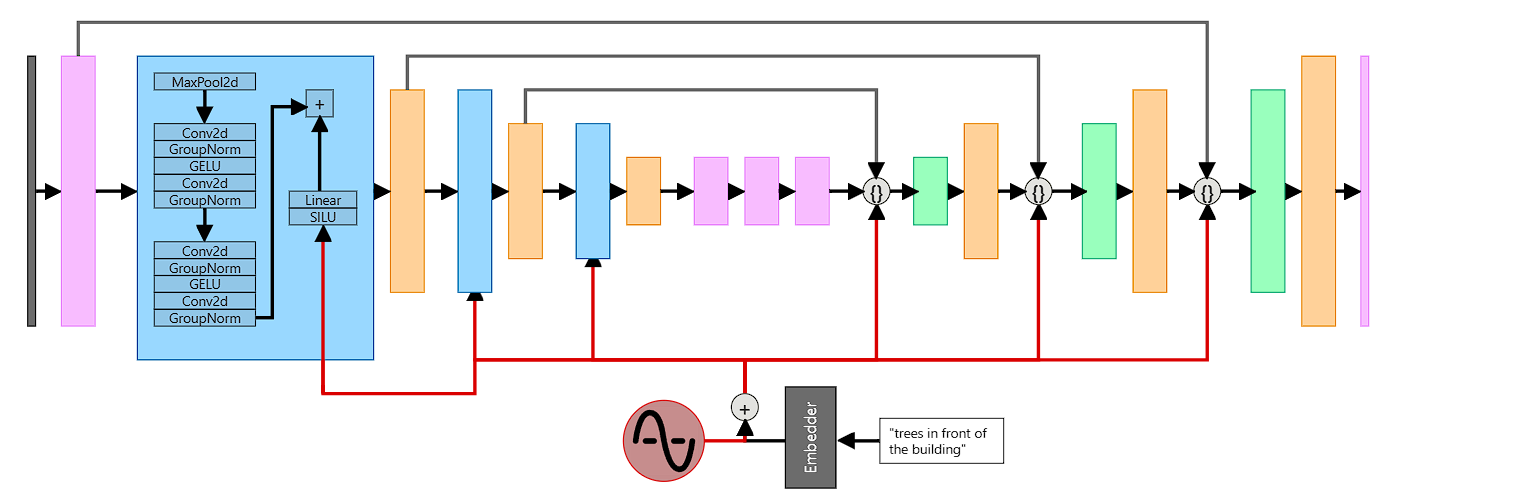 MaxPool2d
Conv2d
GroupNorm
GELU
Conv2d
GroupNorm
Conv2d
GroupNorm
GELU
Conv2d
GroupNorm
+
Linear
SILU
{}
{}
{}
+
Embedder
"trees in front of
the building"